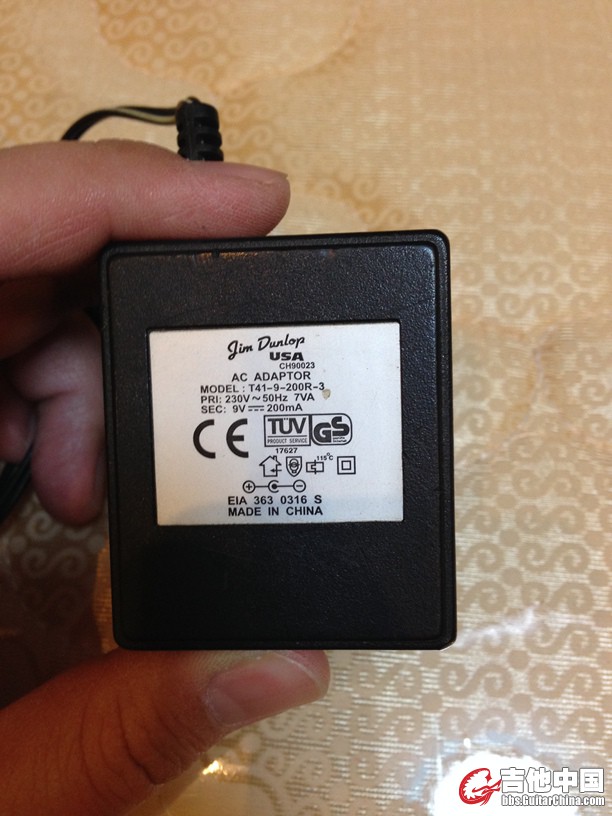 Jim Dunlop
USA
CH90023
AC ADAPTOR
MODEL : T41-9-200R-3
PRI: 230V~50Hz 7VA
SEC: 9V⎓200mA
CE
TÜV
PRODUCT SERVICE
GS
17627
115°C
EIA 363 0316 S
MADE IN CHINA
吉他中国
bbs.GuitarChina.com